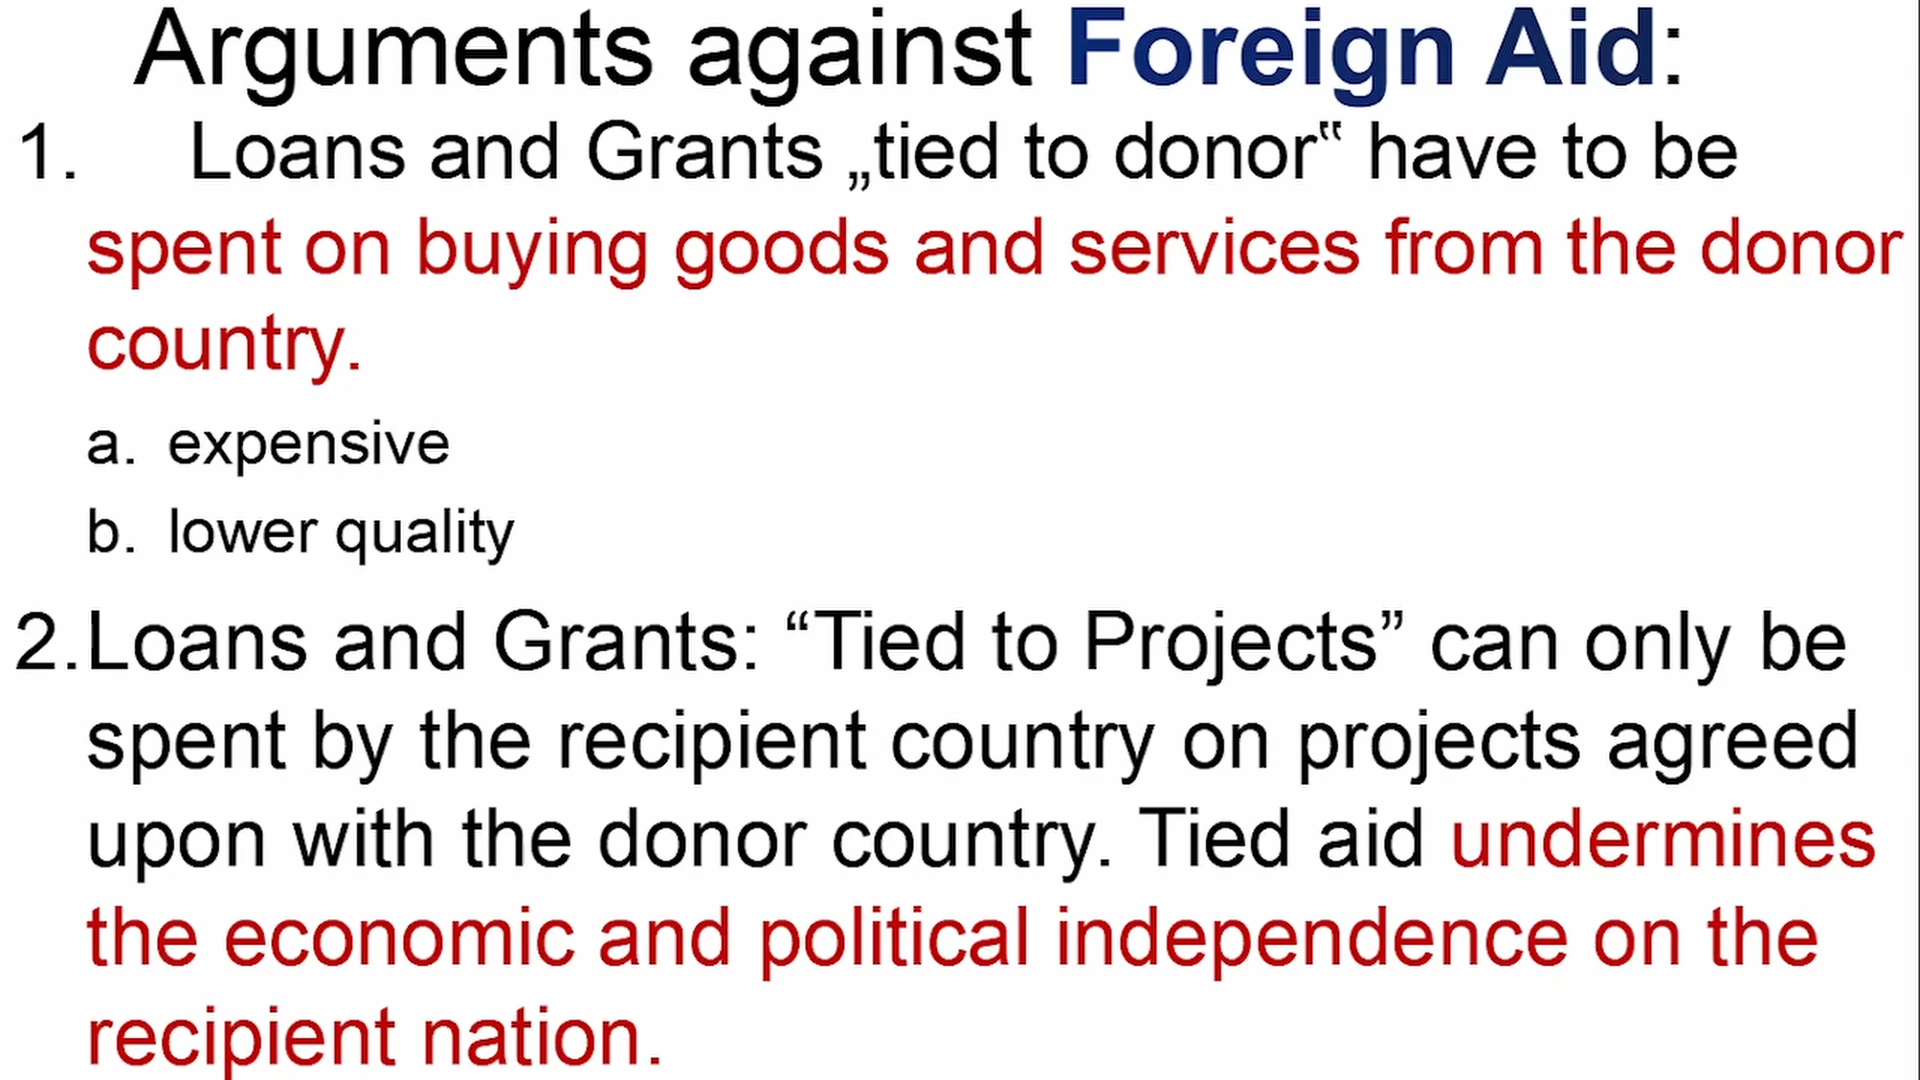 Arguments against Foreign Aid:
1. Loans and Grants „tied to donor‟ have to be
spent on buying goods and services from the donor
country.
a. expensive
b. lower quality
2.Loans and Grants: “Tied to Projects” can only be
spent by the recipient country on projects agreed
upon with the donor country. Tied aid undermines
the economic and political independence on the
recipient nation.